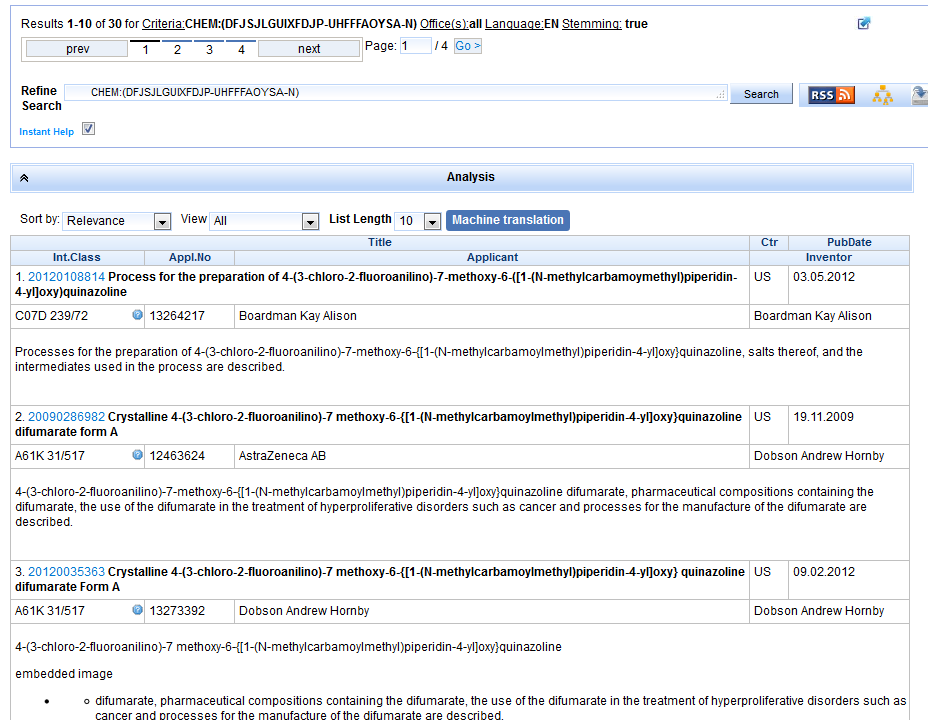 Results 1-10 of 30 for Criteria:CHEM:(DFJSJLGUIXFDJP-UHFFFAOYSA-N) Office(s):all Language:EN Stemming: true
prev 1 2 3 4 next Page: 1 / 4 Go >
Refine Search CHEM:(DFJSJLGUIXFDJP-UHFFFAOYSA-N) Search RSS
Instant Help
Analysis
Sort by: Relevance View All List Length 10 Machine translation
Title Ctr PubDate
Int.Class Appl.No Applicant Inventor
1. 20120108814 Process for the preparation of 4-(3-chloro-2-fluoroanilino)-7-methoxy-6-([1-(N-methylcarbamoymethyl)piperidin- US 03.05.2012
4-yl]oxy)quinazoline
C07D 239/72 13264217 Boardman Kay Alison Boardman Kay Alison
Processes for the preparation of 4-(3-chloro-2-fluoroanilino)-7-methoxy-6-{[1-(N-methylcarbamoylmethyl)piperidin-4-yl]oxy}quinazoline, salts thereof, and the
intermediates used in the process are described.
2. 20090286982 Crystalline 4-(3-chloro-2-fluoroanilino)-7 methoxy-6-{[1-(N-methylcarbamoylmethyl)piperidin-4-yl]oxy}quinazoline US 19.11.2009
difumarate form A
A61K 31/517 12463624 AstraZeneca AB Dobson Andrew Hornby
4-(3-chloro-2-fluoroanilino)-7-methoxy-6-{[1-(N-methylcarbamoylmethyl)piperidin-4-yl]oxy}quinazoline difumarate, pharmaceutical compositions containing the
difumarate, the use of the difumarate in the treatment of hyperproliferative disorders such as cancer and processes for the manufacture of the difumarate are
described.
3. 20120035363 Crystalline 4-(3-chloro-2-fluoroanilino)-7 methoxy-6-{[1-(N-methylcarbamoylmethyl)piperidin-4-yl]oxy} quinazoline US 09.02.2012
difumarate Form A
A61K 31/517 13273392 Dobson Andrew Hornby Dobson Andrew Hornby
4-(3-chloro-2-fluoroanilino)-7 methoxy-6-{[1-(N-methylcarbamoylmethyl)piperidin-4-yl]oxy}quinazoline
embedded image
difumarate, pharmaceutical compositions containing the difumarate, the use of the difumarate in the treatment of hyperproliferative disorders such as
cancer and processes for the manufacture of the difumarate are described.